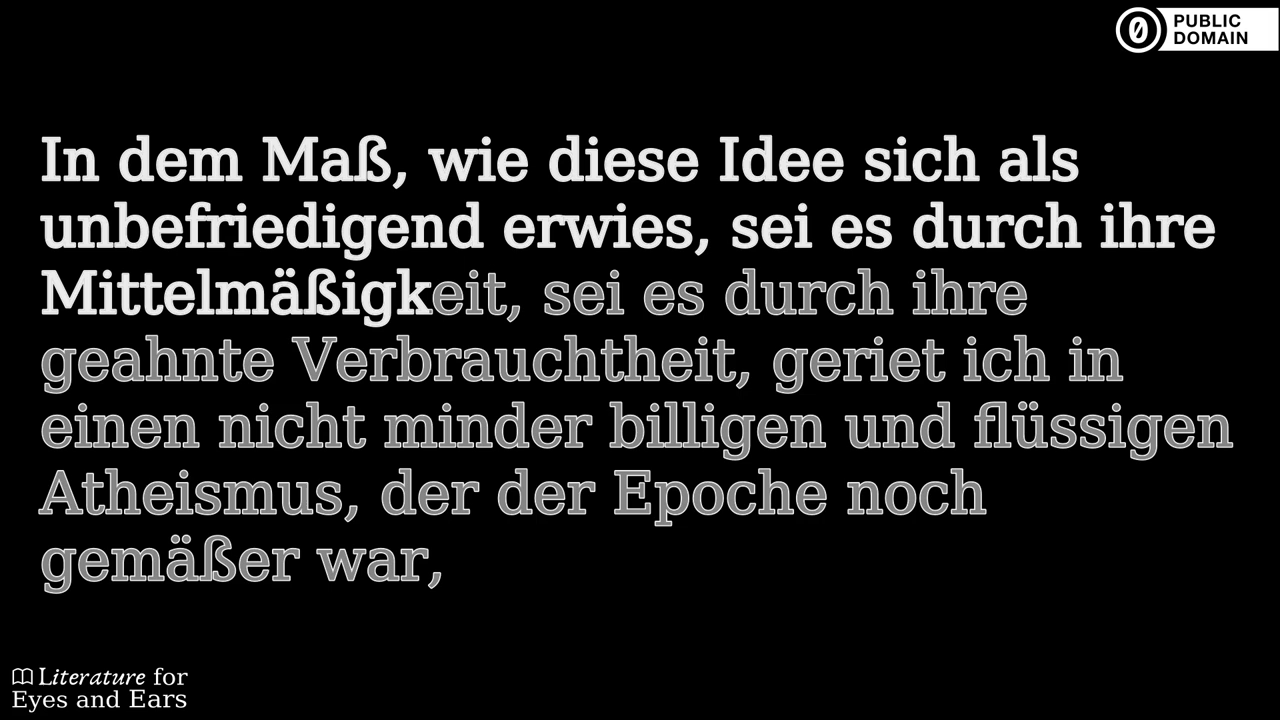 PUBLIC
DOMAIN
In dem Maß, wie diese Idee sich als
unbefriedigend erwies, sei es durch ihre
Mittelmäßigkeit, sei es durch ihre
geahnte Verbrauchtheit, geriet ich in
einen nicht minder billigen und flüssigen
Atheismus, der der Epoche noch
gemäßer war,
Literature for
Eyes and Ears